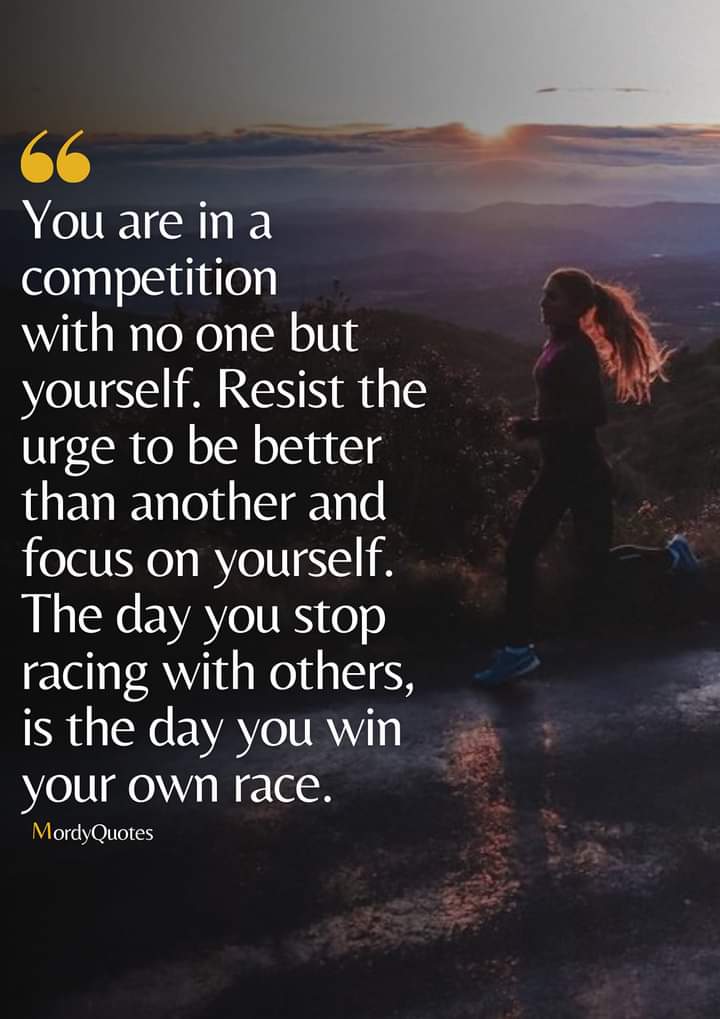 “
You are in a
competition
with no one but
yourself. Resist the
urge to be better
than another and
focus on yourself.
The day you stop
racing with others,
is the day you win
your own race.
MordyQuotes